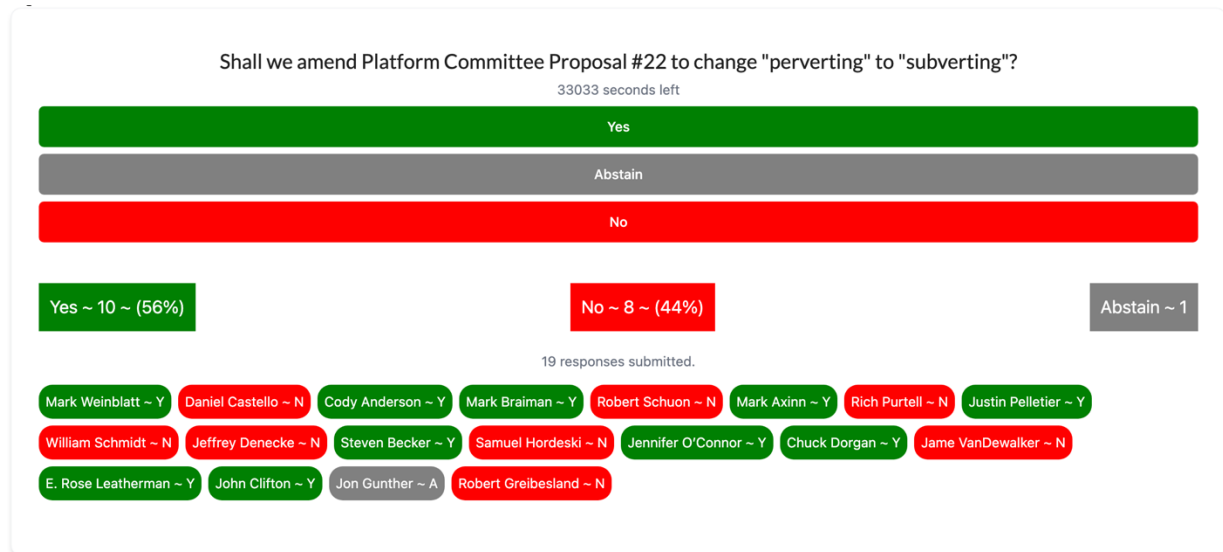 Shall we amend Platform Committee Proposal #22 to change "perverting" to "subverting"?
33033 seconds left
Yes
Abstain
No
Yes ~ 10 ~ (56%) No ~ 8 ~ (44%) Abstain ~ 1
19 responses submitted.
Mark Weinblatt ~ Y Daniel Castello ~ N Cody Anderson ~ Y Mark Braiman ~ Y Robert Schuon ~ N Mark Axinn ~ Y Rich Purtell ~ N Justin Pelletier ~ Y
William Schmidt ~ N Jeffrey Denecke ~ N Steven Becker ~ Y Samuel Hordeski ~ N Jennifer O'Connor ~ Y Chuck Dorgan ~ Y Jame VanDewalker ~ N
E. Rose Leatherman ~ Y John Clifton ~ Y Jon Gunther ~ A Robert Greibesland ~ N